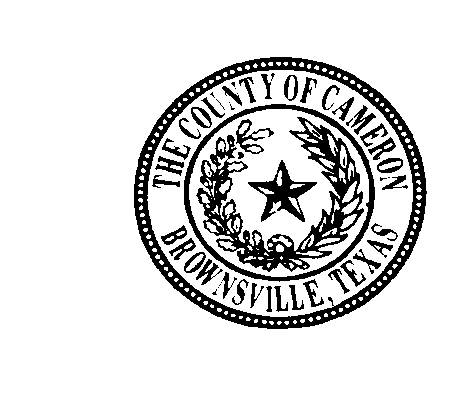 THE COUNTY OF CAMERON
BROWNSVILLE, TEXAS